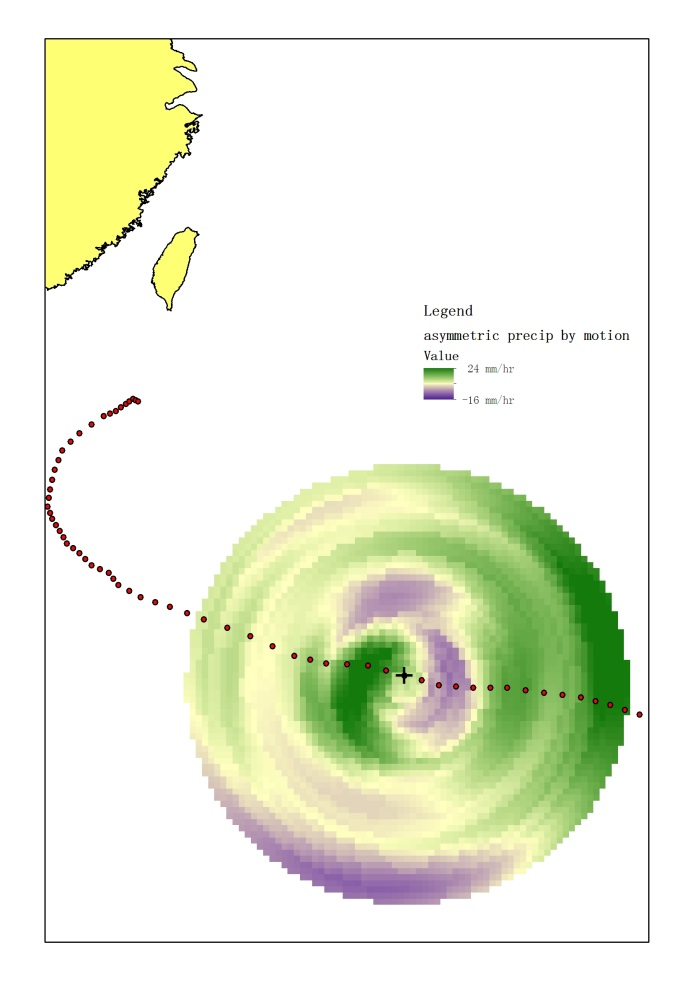 Legend
asymmetric precip by motion
Value
24 mm/hr
-16 mm/hr